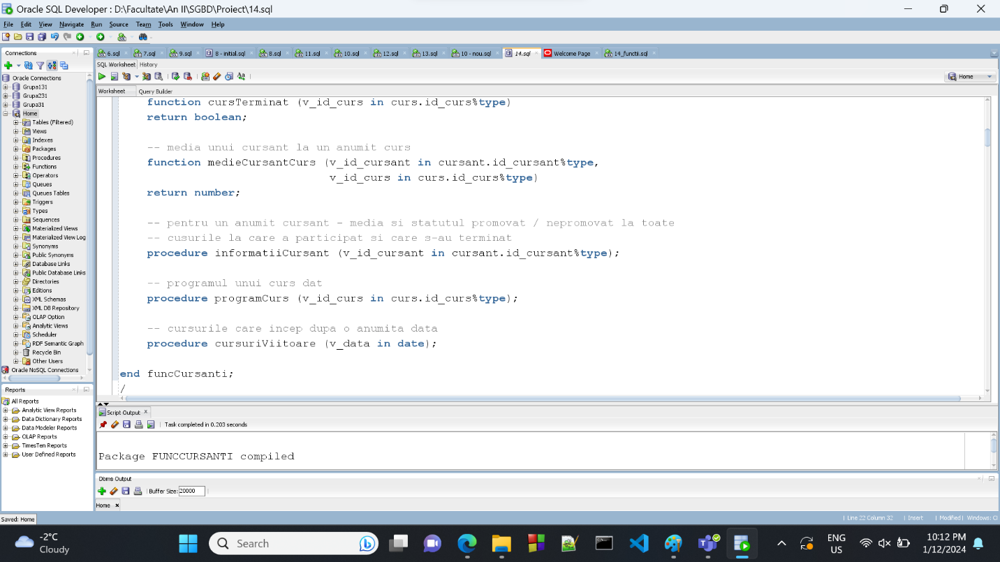 Oracle SQL Developer : D:\Facultate\An II\SGBD\Proiect\14.sql
File Edit View Navigate Run Source Team Tools Window Help
Connections
Oracle Connections
Grupa131
Grupa231
Grupa31
Home
Tables (Filtered)
Views
Indexes
Packages
Procedures
Functions
Operators
Queues
Queues Tables
Triggers
Types
Sequences
Materialized Views
Materialized View Log
Synonyms
Public Synonyms
Database Links
Public Database Links
Directories
Editions
XML Schemas
XML DB Repository
OLAP Option
Analytic Views
Scheduler
RDF Semantic Graph
Recycle Bin
Other Users
Oracle NoSQL Connections
Reports
All Reports
Analytic View Reports
Data Dictionary Reports
Data Modeler Reports
OLAP Reports
TimesTen Reports
User Defined Reports
6.sql 7.sql 9.sql 8 - initial.sql 8.sql 11.sql 10.sql 12.sql 13.sql 10 - nou.sql 14.sql Welcome Page 14_functii.sql
SQL Worksheet History
Home
Worksheet Query Builder
function cursTerminat (v_id_curs in curs.id_curs%type)
return boolean;
-- media unui cursant la un anumit curs
function medieCursantCurs (v_id_cursant in cursant.id_cursant%type,
v_id_curs in curs.id_curs%type)
return number;
-- pentru un anumit cursant - media si statutul promovat / nepromovat la toate
-- cusurile la care a participat si care s-au terminat
procedure informatiiCursant (v_id_cursant in cursant.id_cursant%type);
-- programul unui curs dat
procedure programCurs (v_id_curs in curs.id_curs%type);
-- cursurile care incep dupa o anumita data
procedure cursuriViitoare (v_data in date);
end funcCursanti;
/
Script Output
Task completed in 0.203 seconds
Package FUNCCURSANTI compiled
Dbms Output
Buffer Size: 20000
Home
Saved: Home
Line 22 Column 32 | Insert | Modified | Windows: C
-2°C
Cloudy
Search
ENG
US
10:12 PM
1/12/2024